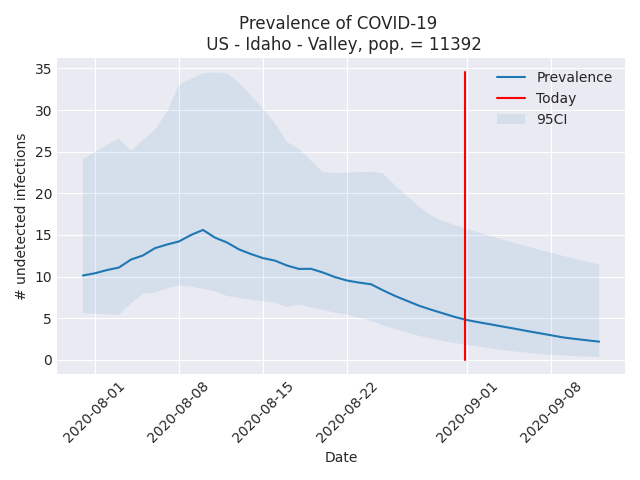 Prevalence of COVID-19
US - Idaho - Valley, pop. = 11392
35
30
25
20
15
10
5
0
# undetected infections
Prevalence
Today
95CI
2020-08-01
2020-08-08
2020-08-15
2020-08-22
2020-09-01
2020-09-08
Date